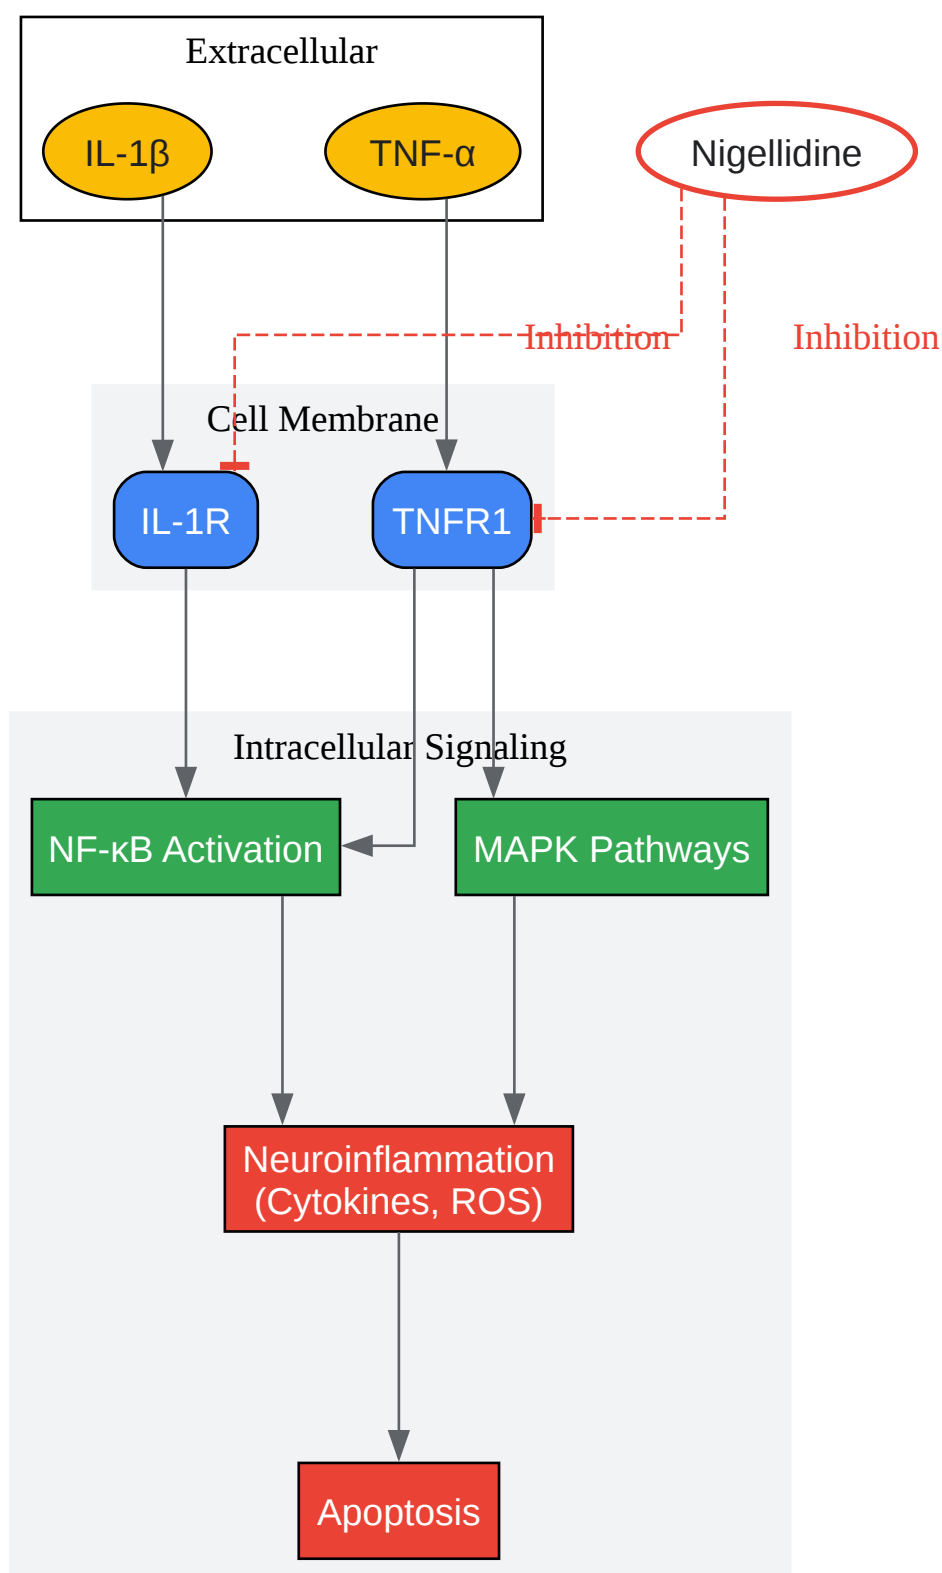 Extracellular
IL-1β
TNF-α
Nigellidine
Inhibition
Inhibition
Cell Membrane
IL-1R
TNFR1
Intracellular Signaling
NF-κB Activation
MAPK Pathways
Neuroinflammation
(Cytokines, ROS)
Apoptosis